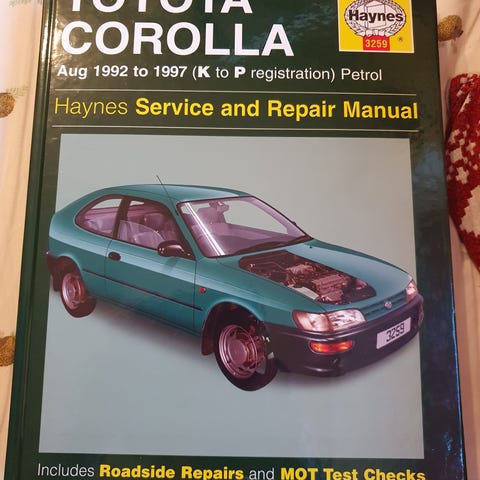 TOYOTA
COROLLA
Haynes
3259
Aug 1992 to 1997 (K to P registration) Petrol
Haynes Service and Repair Manual
3259
Includes Roadside Repairs and MOT Test Checks